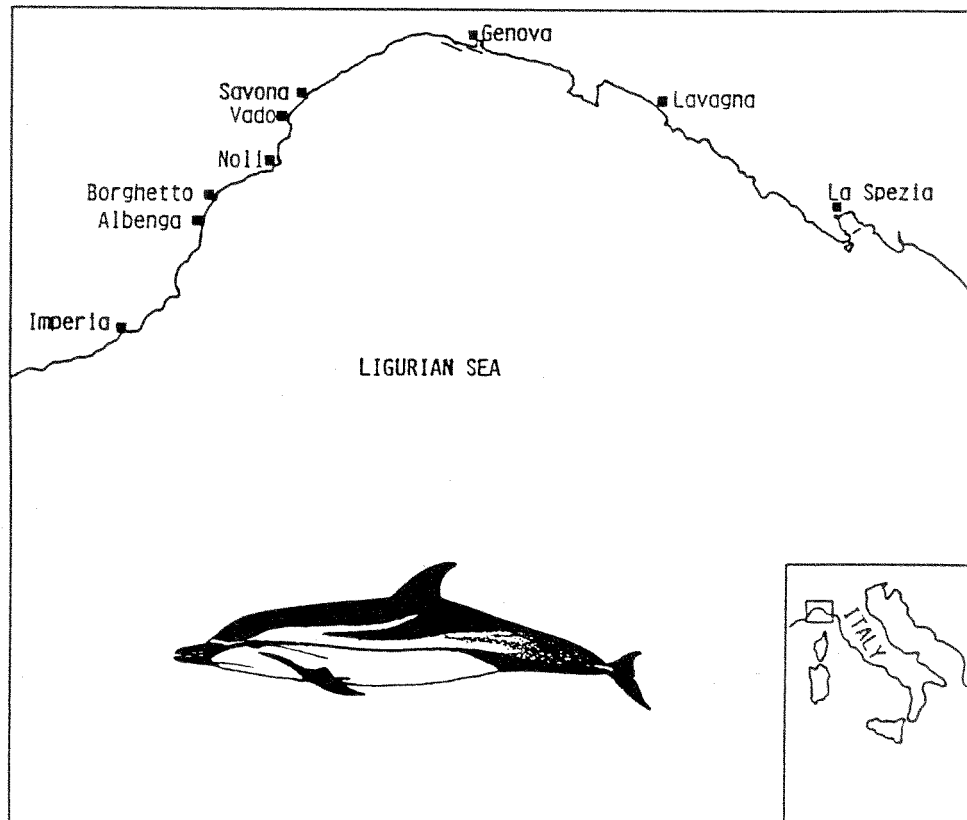 Genova
Savona
Lavagna
Vado
Noli
Borghetto
La Spezia
Albenga
Imperia
LIGURIAN SEA
ITALY